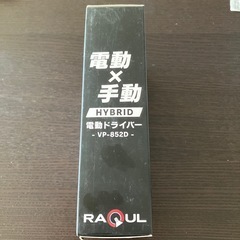 電動
×
手動
HYBRID
電動ドライバー
- VP-852D -
RAQUL